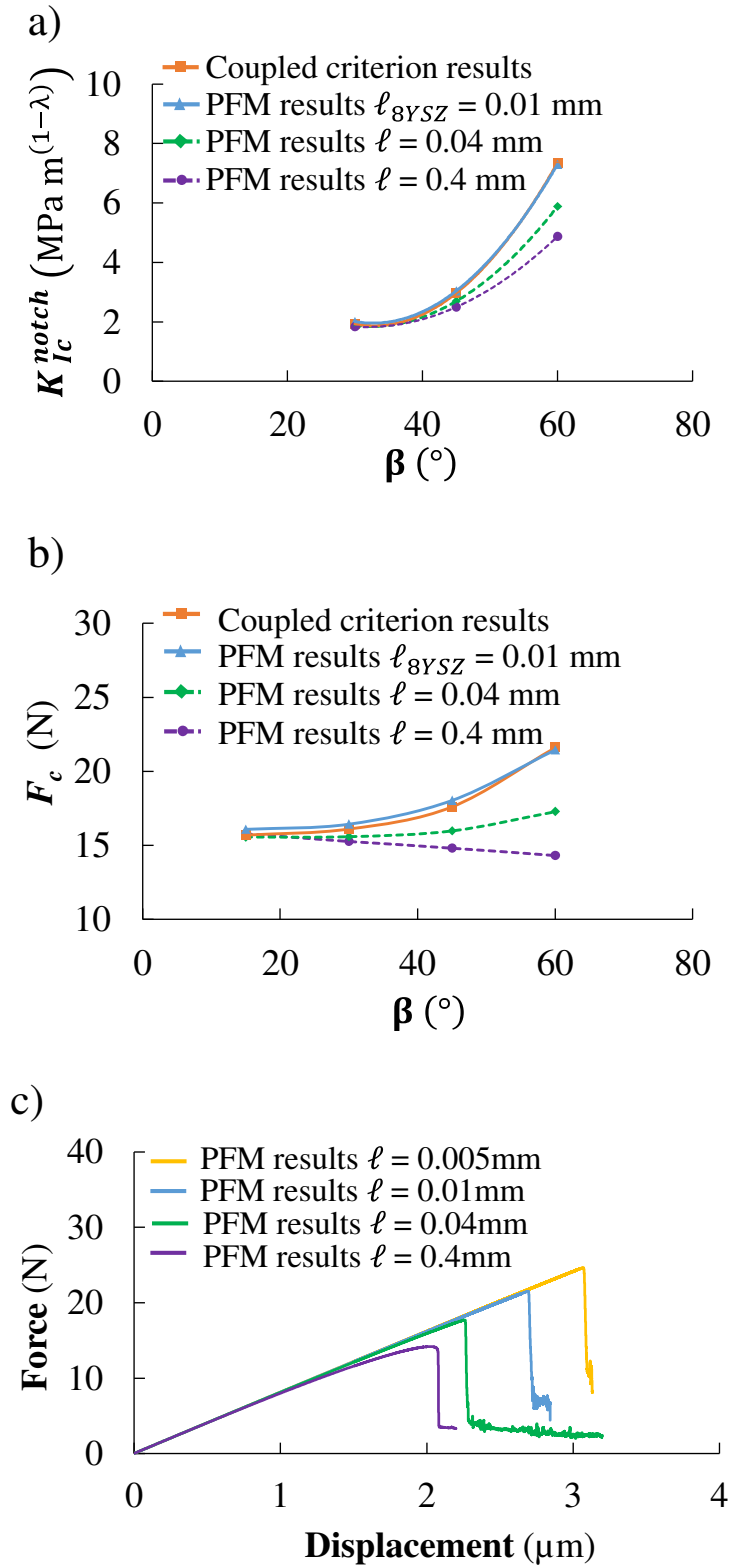 a)
Coupled criterion results
PFM results ℓ8YSZ = 0.01 mm
PFM results ℓ = 0.04 mm
PFM results ℓ = 0.4 mm
10
8
6
4
2
0
K Ic notch (MPa m(1−λ))
0 20 40 60 80
β (°)
b)
Coupled criterion results
PFM results ℓ8YSZ = 0.01 mm
PFM results ℓ = 0.04 mm
PFM results ℓ = 0.4 mm
30
25
20
15
10
Fc (N)
0 20 40 60 80
β (°)
c)
PFM results ℓ = 0.005mm
PFM results ℓ = 0.01mm
PFM results ℓ = 0.04mm
PFM results ℓ = 0.4mm
40
30
20
10
0
Force (N)
0 1 2 3 4
Displacement (μm)